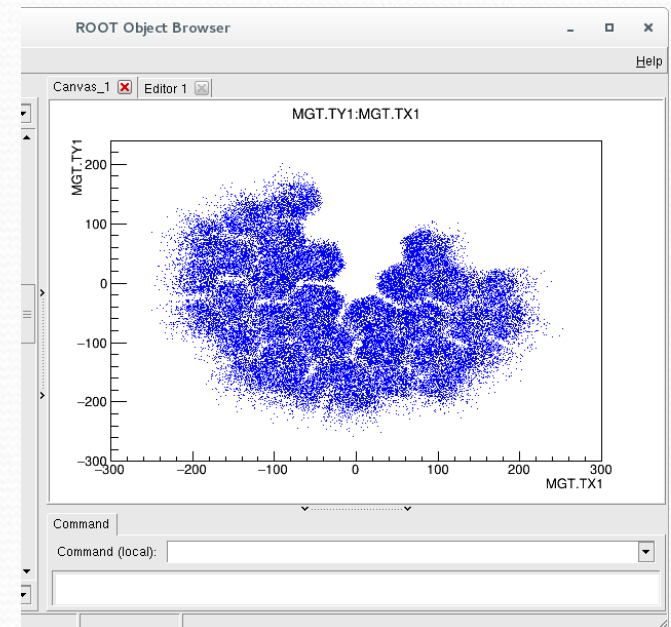 ROOT Object Browser
Help
Canvas_1 Editor 1
MGT.TY1:MGT.TX1
MGT.TY1
200
100
0
−100
−200
−300
−300 −200 −100 0 100 200 300
MGT.TX1
Command
Command (local):